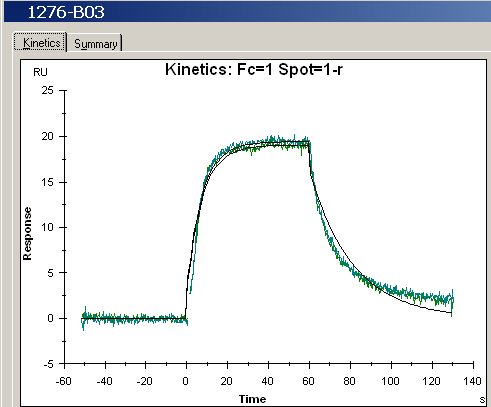 1276-B03
Kinetics Summary
Kinetics: Fc=1 Spot=1-r
RU
25
20
15
10
5
0
-5
Response
-60 -40 -20 0 20 40 60 80 100 120 140
Time s